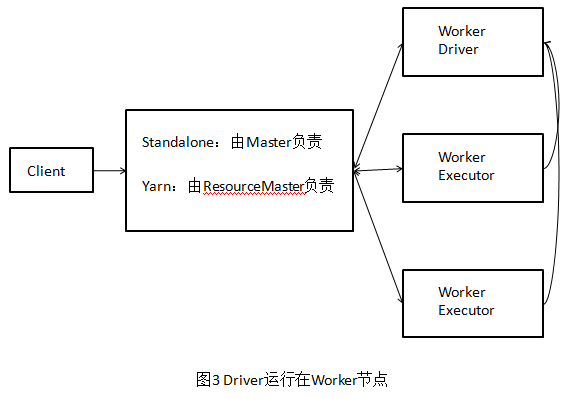 Worker
Driver
Standalone：由Master负责
Client
Yarn：由ResourceMaster负责
Worker
Executor
Worker
Executor
图3 Driver运行在Worker节点